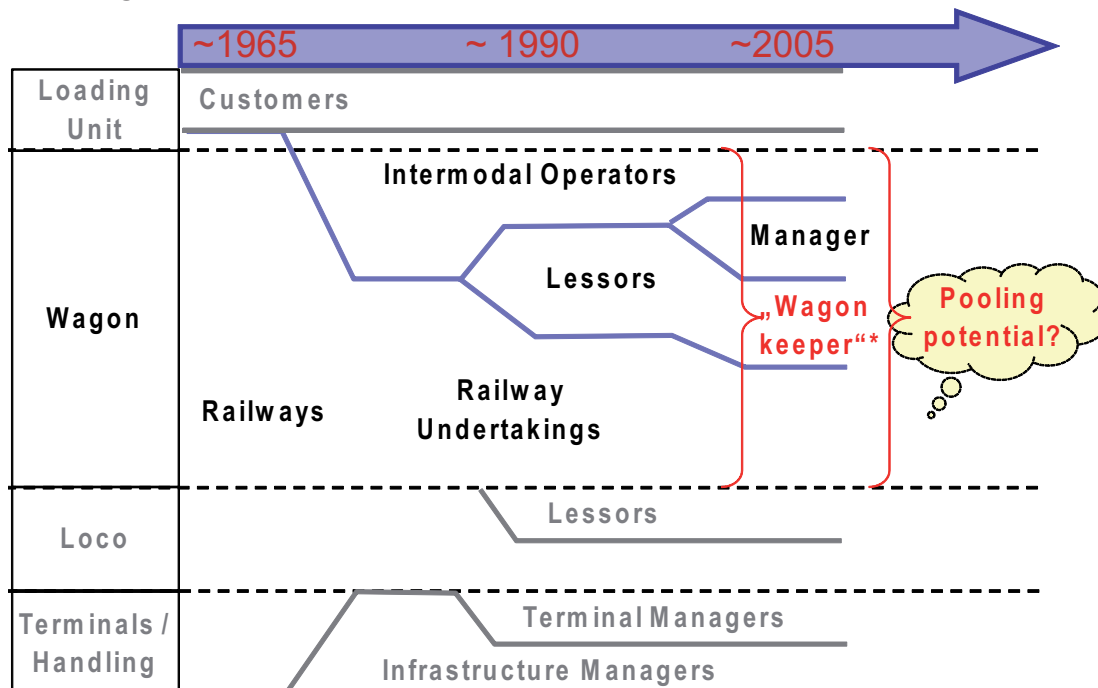 ~1965
~ 1990
~2005
Loading
Unit
Customers
Intermodal Operators
Manager
Lessors
Wagon
„Wagon
keeper“*
Pooling
potential?
Railways
Railway
Undertakings
Loco
Lessors
Terminals /
Handling
Terminal Managers
Infrastructure Managers